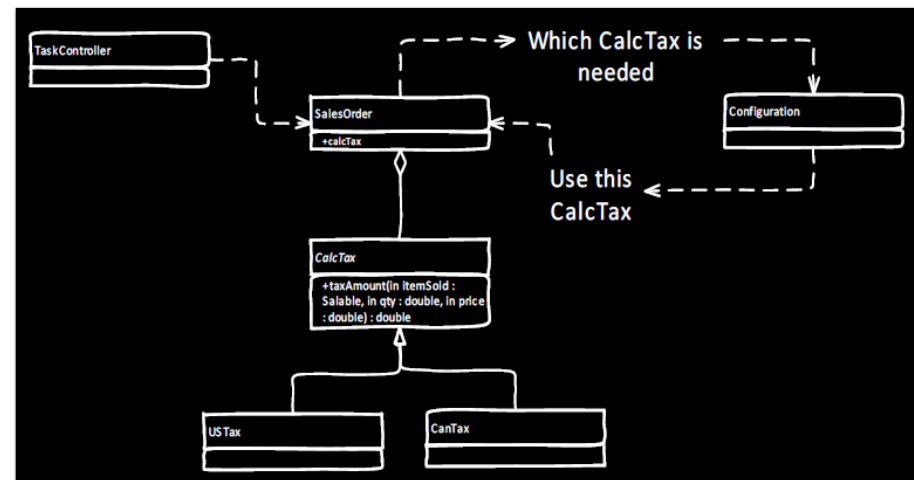 TaskController
Which CalcTax is
needed
SalesOrder
+calcTax
Configuration
Use this
CalcTax
CalcTax
+taxAmount(in itemSold :
Salable, in qty : double, in price
: double) : double
USTax
CanTax